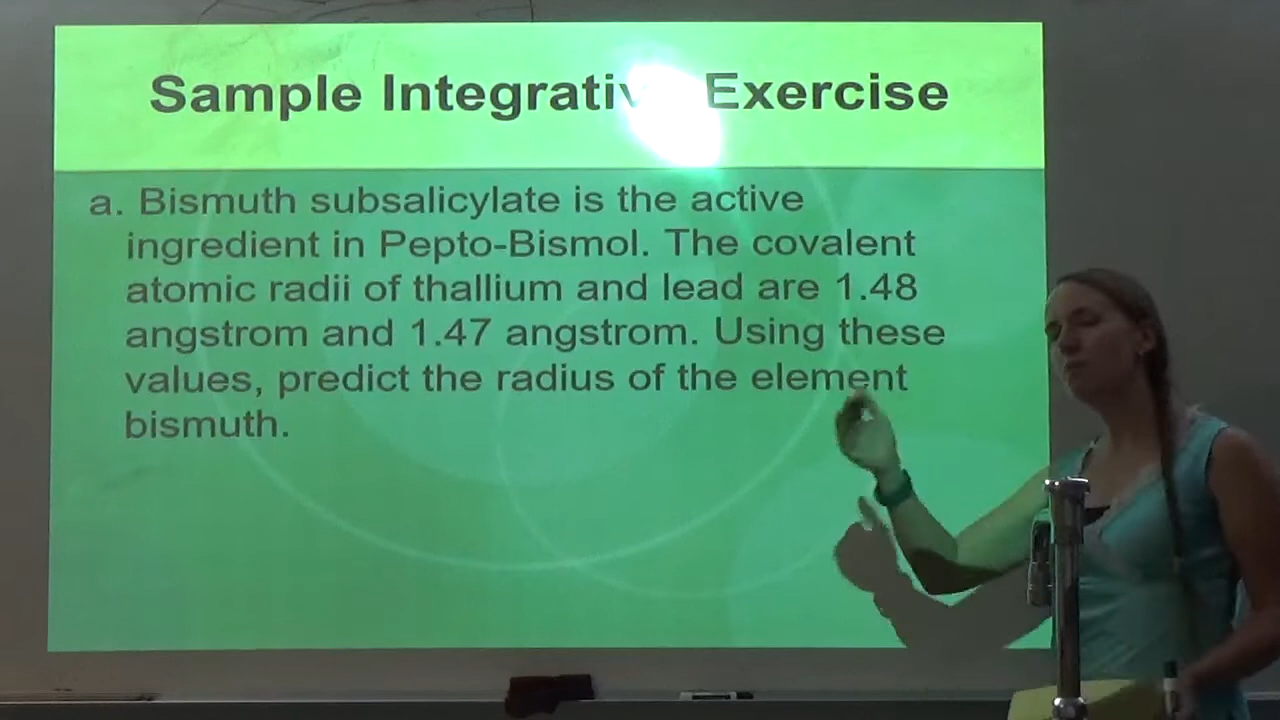 Sample Integrative Exercise
a. Bismuth subsalicylate is the active
ingredient in Pepto-Bismol. The covalent
atomic radii of thallium and lead are 1.48
angstrom and 1.47 angstrom. Using these
values, predict the radius of the element
bismuth.